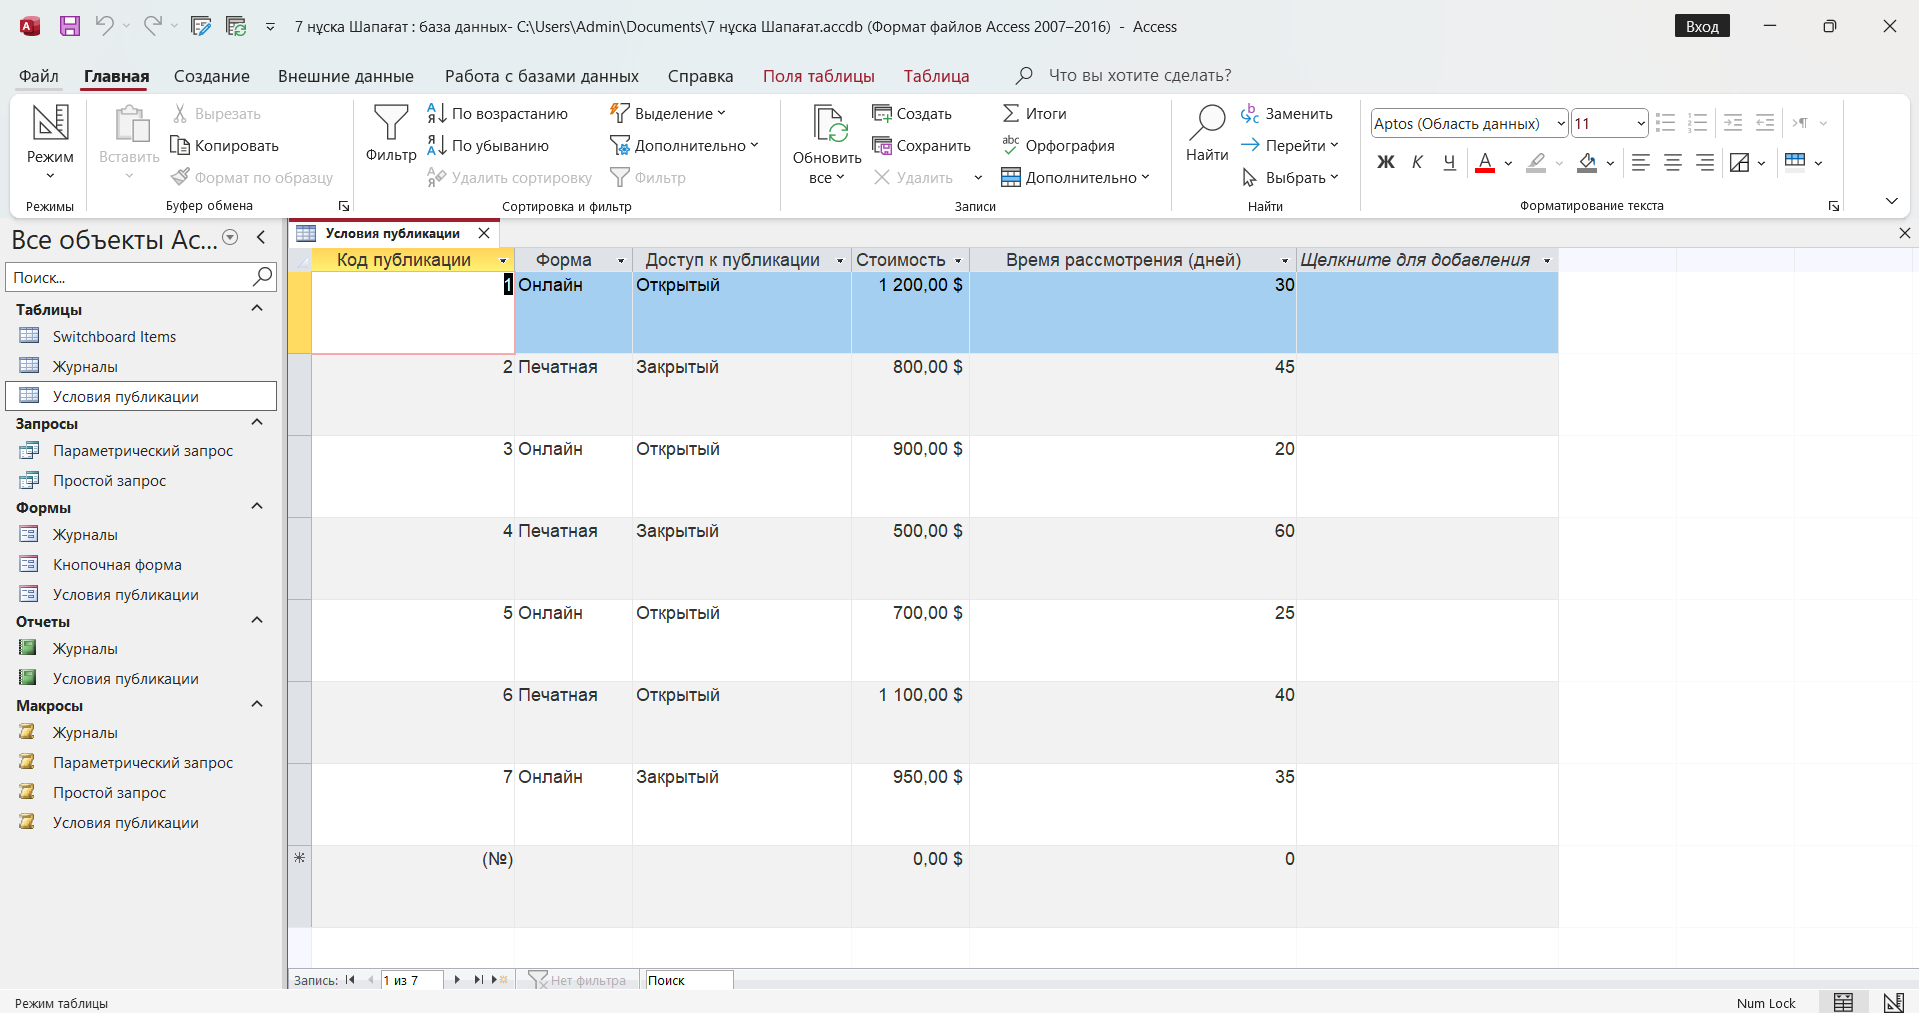 7 нұска Шапағат : база данных- C:\Users\Admin\Documents\7 нұска Шапағат.accdb (Формат файлов Access 2007–2016) - Access
Вход
Файл Главная Создание Внешние данные Работа с базами данных Справка Поля таблицы Таблица Что вы хотите сделать?
Режим
Режимы
Вставить
Вырезать
Копировать
Формат по образцу
Буфер обмена
Фильтр
По возрастанию
По убыванию
Удалить сортировку
Выделение
Дополнительно
Фильтр
Сортировка и фильтр
Обновить
все
Создать
Сохранить
Удалить
Итоги
Орфография
Дополнительно
Записи
Найти
Заменить
Перейти
Выбрать
Найти
Aptos (Область данных) 11
Ж К Ч
Форматирование текста
Все объекты Ac...
Поиск...
Таблицы
Switchboard Items
Журналы
Условия публикации
Запросы
Параметрический запрос
Простой запрос
Формы
Журналы
Кнопочная форма
Условия публикации
Отчеты
Журналы
Условия публикации
Макросы
Журналы
Параметрический запрос
Простой запрос
Условия публикации
Условия публикации
Код публикации Форма Доступ к публикации Стоимость Время рассмотрения (дней) Щелкните для добавления
1 Онлайн Открытый 1 200,00 $ 30
2 Печатная Закрытый 800,00 $ 45
3 Онлайн Открытый 900,00 $ 20
4 Печатная Закрытый 500,00 $ 60
5 Онлайн Открытый 700,00 $ 25
6 Печатная Открытый 1 100,00 $ 40
7 Онлайн Закрытый 950,00 $ 35
(№) 0,00 $ 0
Запись: 1 из 7 Нет фильтра Поиск
Режим таблицы
Num Lock